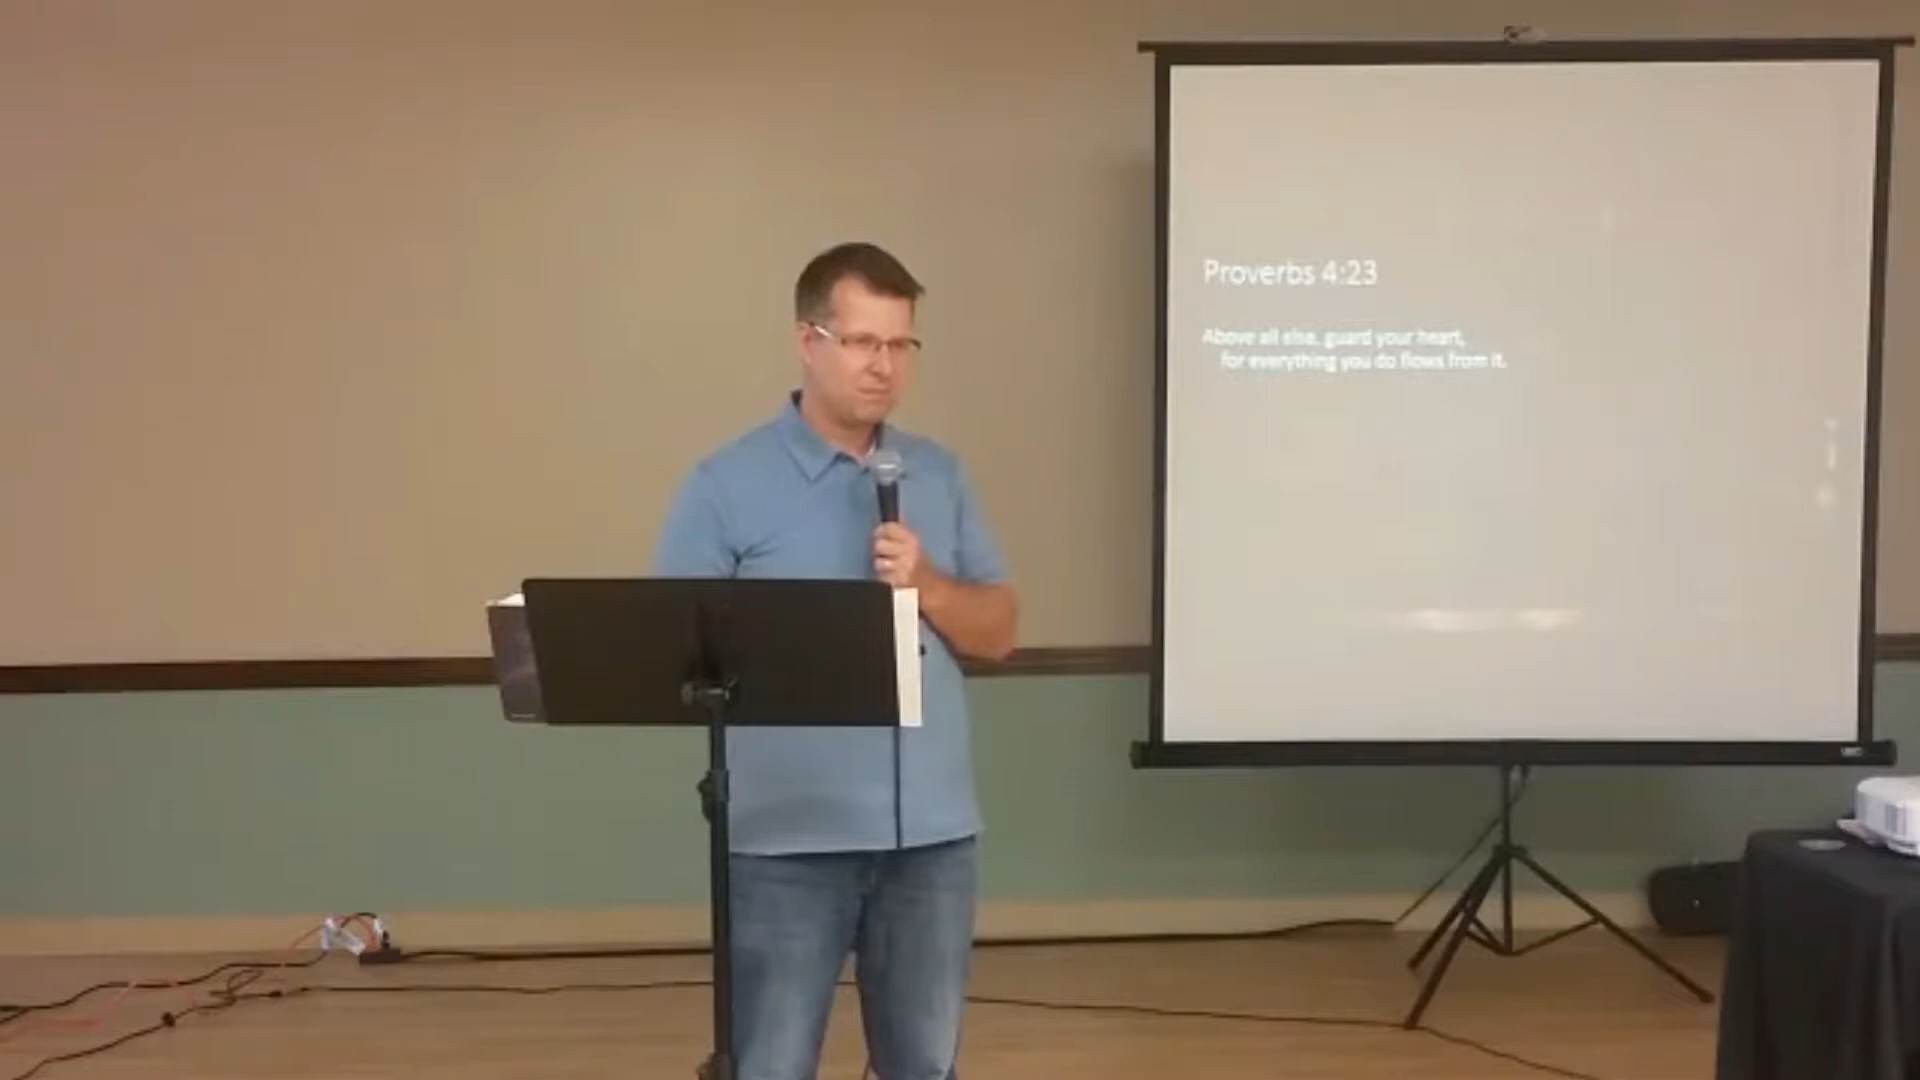 Proverbs 4:23
Above all else, guard your heart,
for everything you do flows from it.